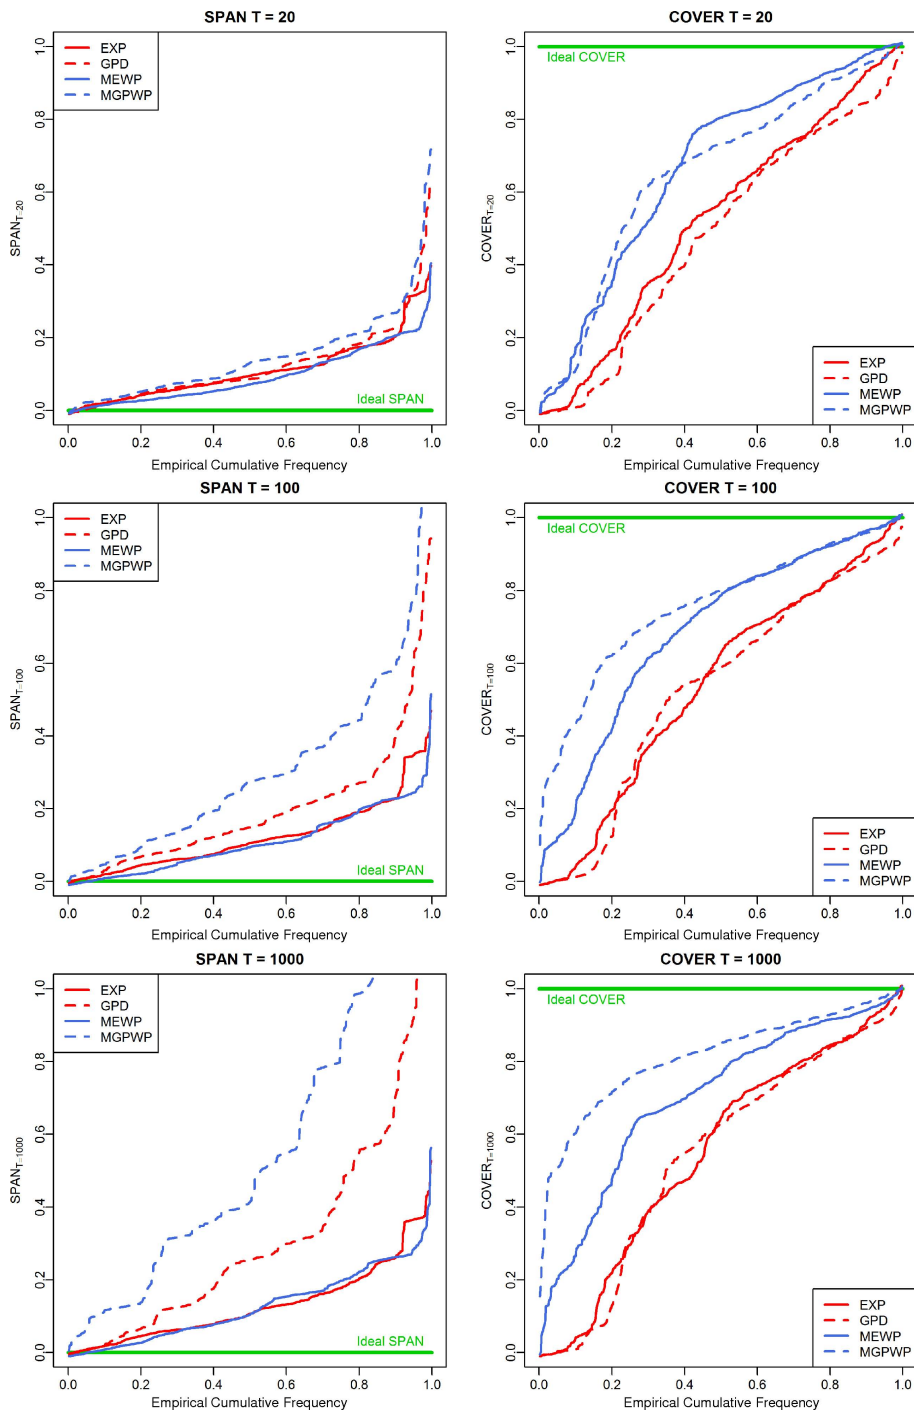 SPAN T = 20
1.0
0.8
0.6
0.4
0.2
0.0
SPAN_T=20
EXP
GPD
MEWP
MGPWP
Ideal SPAN
0.0 0.2 0.4 0.6 0.8 1.0
Empirical Cumulative Frequency
COVER T = 20
1.0
0.8
0.6
0.4
0.2
0.0
COVER_T=20
Ideal COVER
EXP
GPD
MEWP
MGPWP
0.0 0.2 0.4 0.6 0.8 1.0
Empirical Cumulative Frequency
SPAN T = 100
1.0
0.8
0.6
0.4
0.2
0.0
SPAN_T=100
EXP
GPD
MEWP
MGPWP
Ideal SPAN
0.0 0.2 0.4 0.6 0.8 1.0
Empirical Cumulative Frequency
COVER T = 100
1.0
0.8
0.6
0.4
0.2
0.0
COVER_T=100
Ideal COVER
EXP
GPD
MEWP
MGPWP
0.0 0.2 0.4 0.6 0.8 1.0
Empirical Cumulative Frequency
SPAN T = 1000
1.0
0.8
0.6
0.4
0.2
0.0
SPAN_T=1000
EXP
GPD
MEWP
MGPWP
Ideal SPAN
0.0 0.2 0.4 0.6 0.8 1.0
Empirical Cumulative Frequency
COVER T = 1000
1.0
0.8
0.6
0.4
0.2
0.0
COVER_T=1000
Ideal COVER
EXP
GPD
MEWP
MGPWP
0.0 0.2 0.4 0.6 0.8 1.0
Empirical Cumulative Frequency